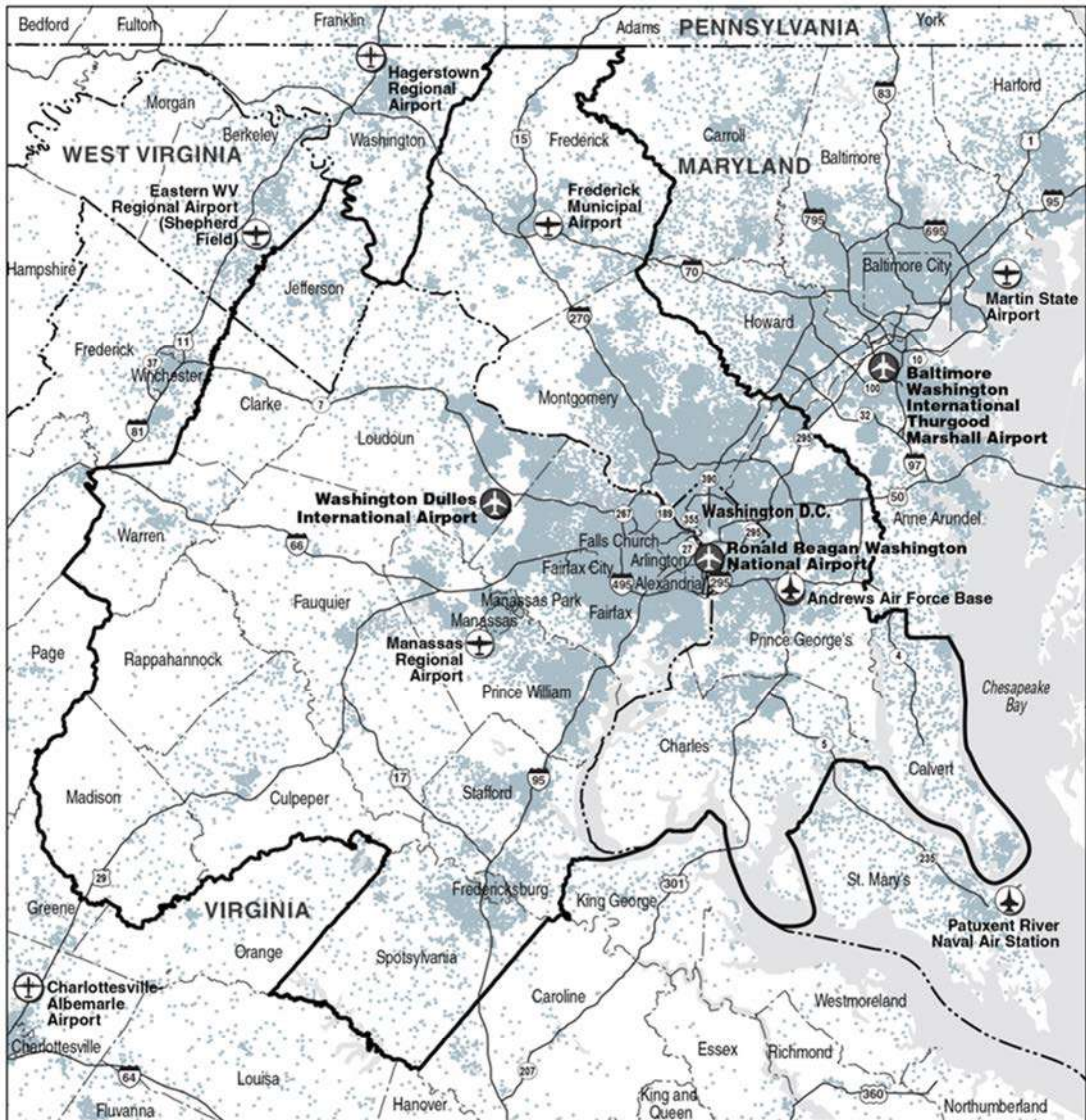 Bedford
Fulton
Franklin
Adams
PENNSYLVANIA
York
Hagerstown
Regional
Airport
Morgan
Berkeley
Washington
15
Frederick
Carroll
83
Harford
WEST VIRGINIA
MARYLAND
Baltimore
1
Eastern WV
Regional Airport
(Shepherd
Field)
Frederick
Municipal
Airport
795
695
95
Hampshire
Jefferson
70
Baltimore City
Martin State
Airport
270
Howard
Frederick
11
37
Winchester
10
100
Baltimore
Washington
International
Thurgood
Marshall Airport
Clarke
7
Montgomery
32
81
Loudoun
295
97
390
50
Washington Dulles
International Airport
267
189
355
Washington D.C.
Anne Arundel
Warren
66
Falls Church
295
27
Arlington
Ronald Reagan Washington
National Airport
Fairfax City
495
Alexandria
295
Andrews Air Force Base
Fauquier
Manassas Park
Manassas
Fairfax
Page
Rappahannock
Manassas
Regional
Airport
Prince George's
4
Prince William
Chesapeake
Bay
Charles
5
Calvert
17
95
Madison
Culpeper
Stafford
29
235
Fredericksburg
301
St. Mary's
Greene
VIRGINIA
King George
Patuxent River
Naval Air Station
Orange
Spotsylvania
Charlottesville-
Albemarle
Airport
Caroline
Westmoreland
Charlottesville
Essex
Richmond
64
Louisa
207
Fluvanna
Hanover
King and
Queen
360
Northumberland